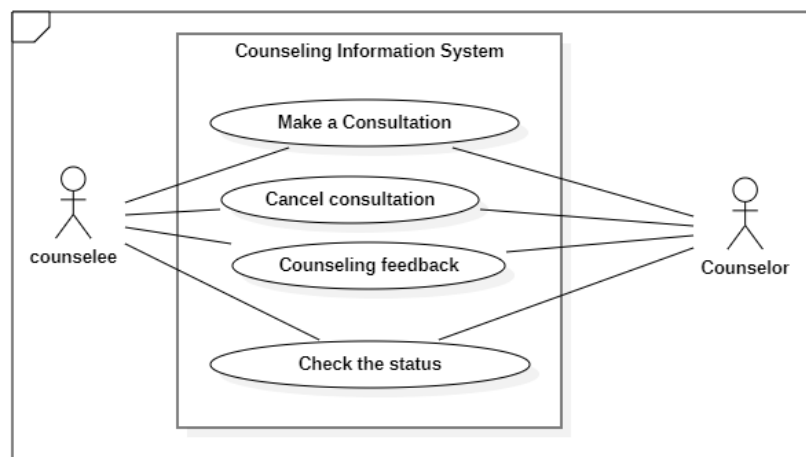 Counseling Information System
Make a Consultation
Cancel consultation
Counseling feedback
Check the status
counselee
Counselor